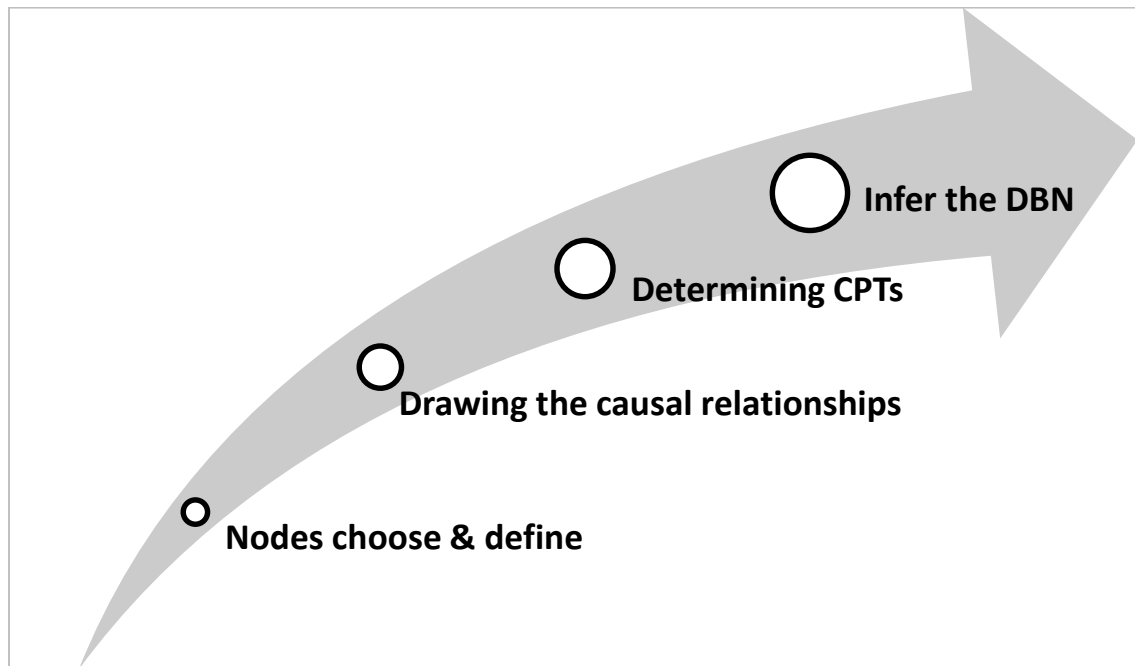 Infer the DBN
Determining CPTs
Drawing the causal relationships
Nodes choose & define